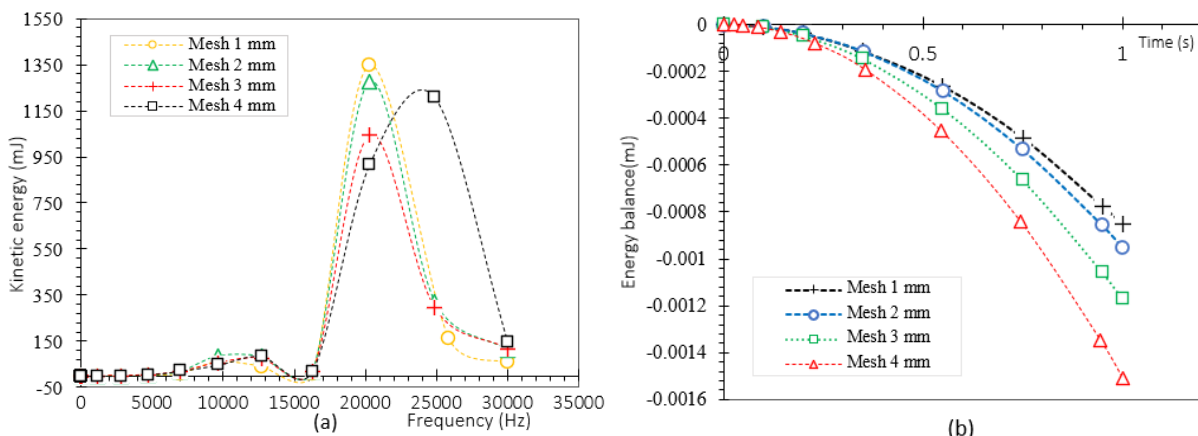 1550
1350
1150
950
750
550
350
150
-50
Kinetic energy (mJ)
Mesh 1 mm
Mesh 2 mm
Mesh 3 mm
Mesh 4 mm
0 5000 10000 15000 20000 25000 30000 35000
(a) Frequency (Hz)
0
-0.0002
-0.0004
-0.0006
-0.0008
-0.001
-0.0012
-0.0014
-0.0016
Energy balance(mJ)
0 0.5 1
Time (s)
Mesh 1 mm
Mesh 2 mm
Mesh 3 mm
Mesh 4 mm
(b)